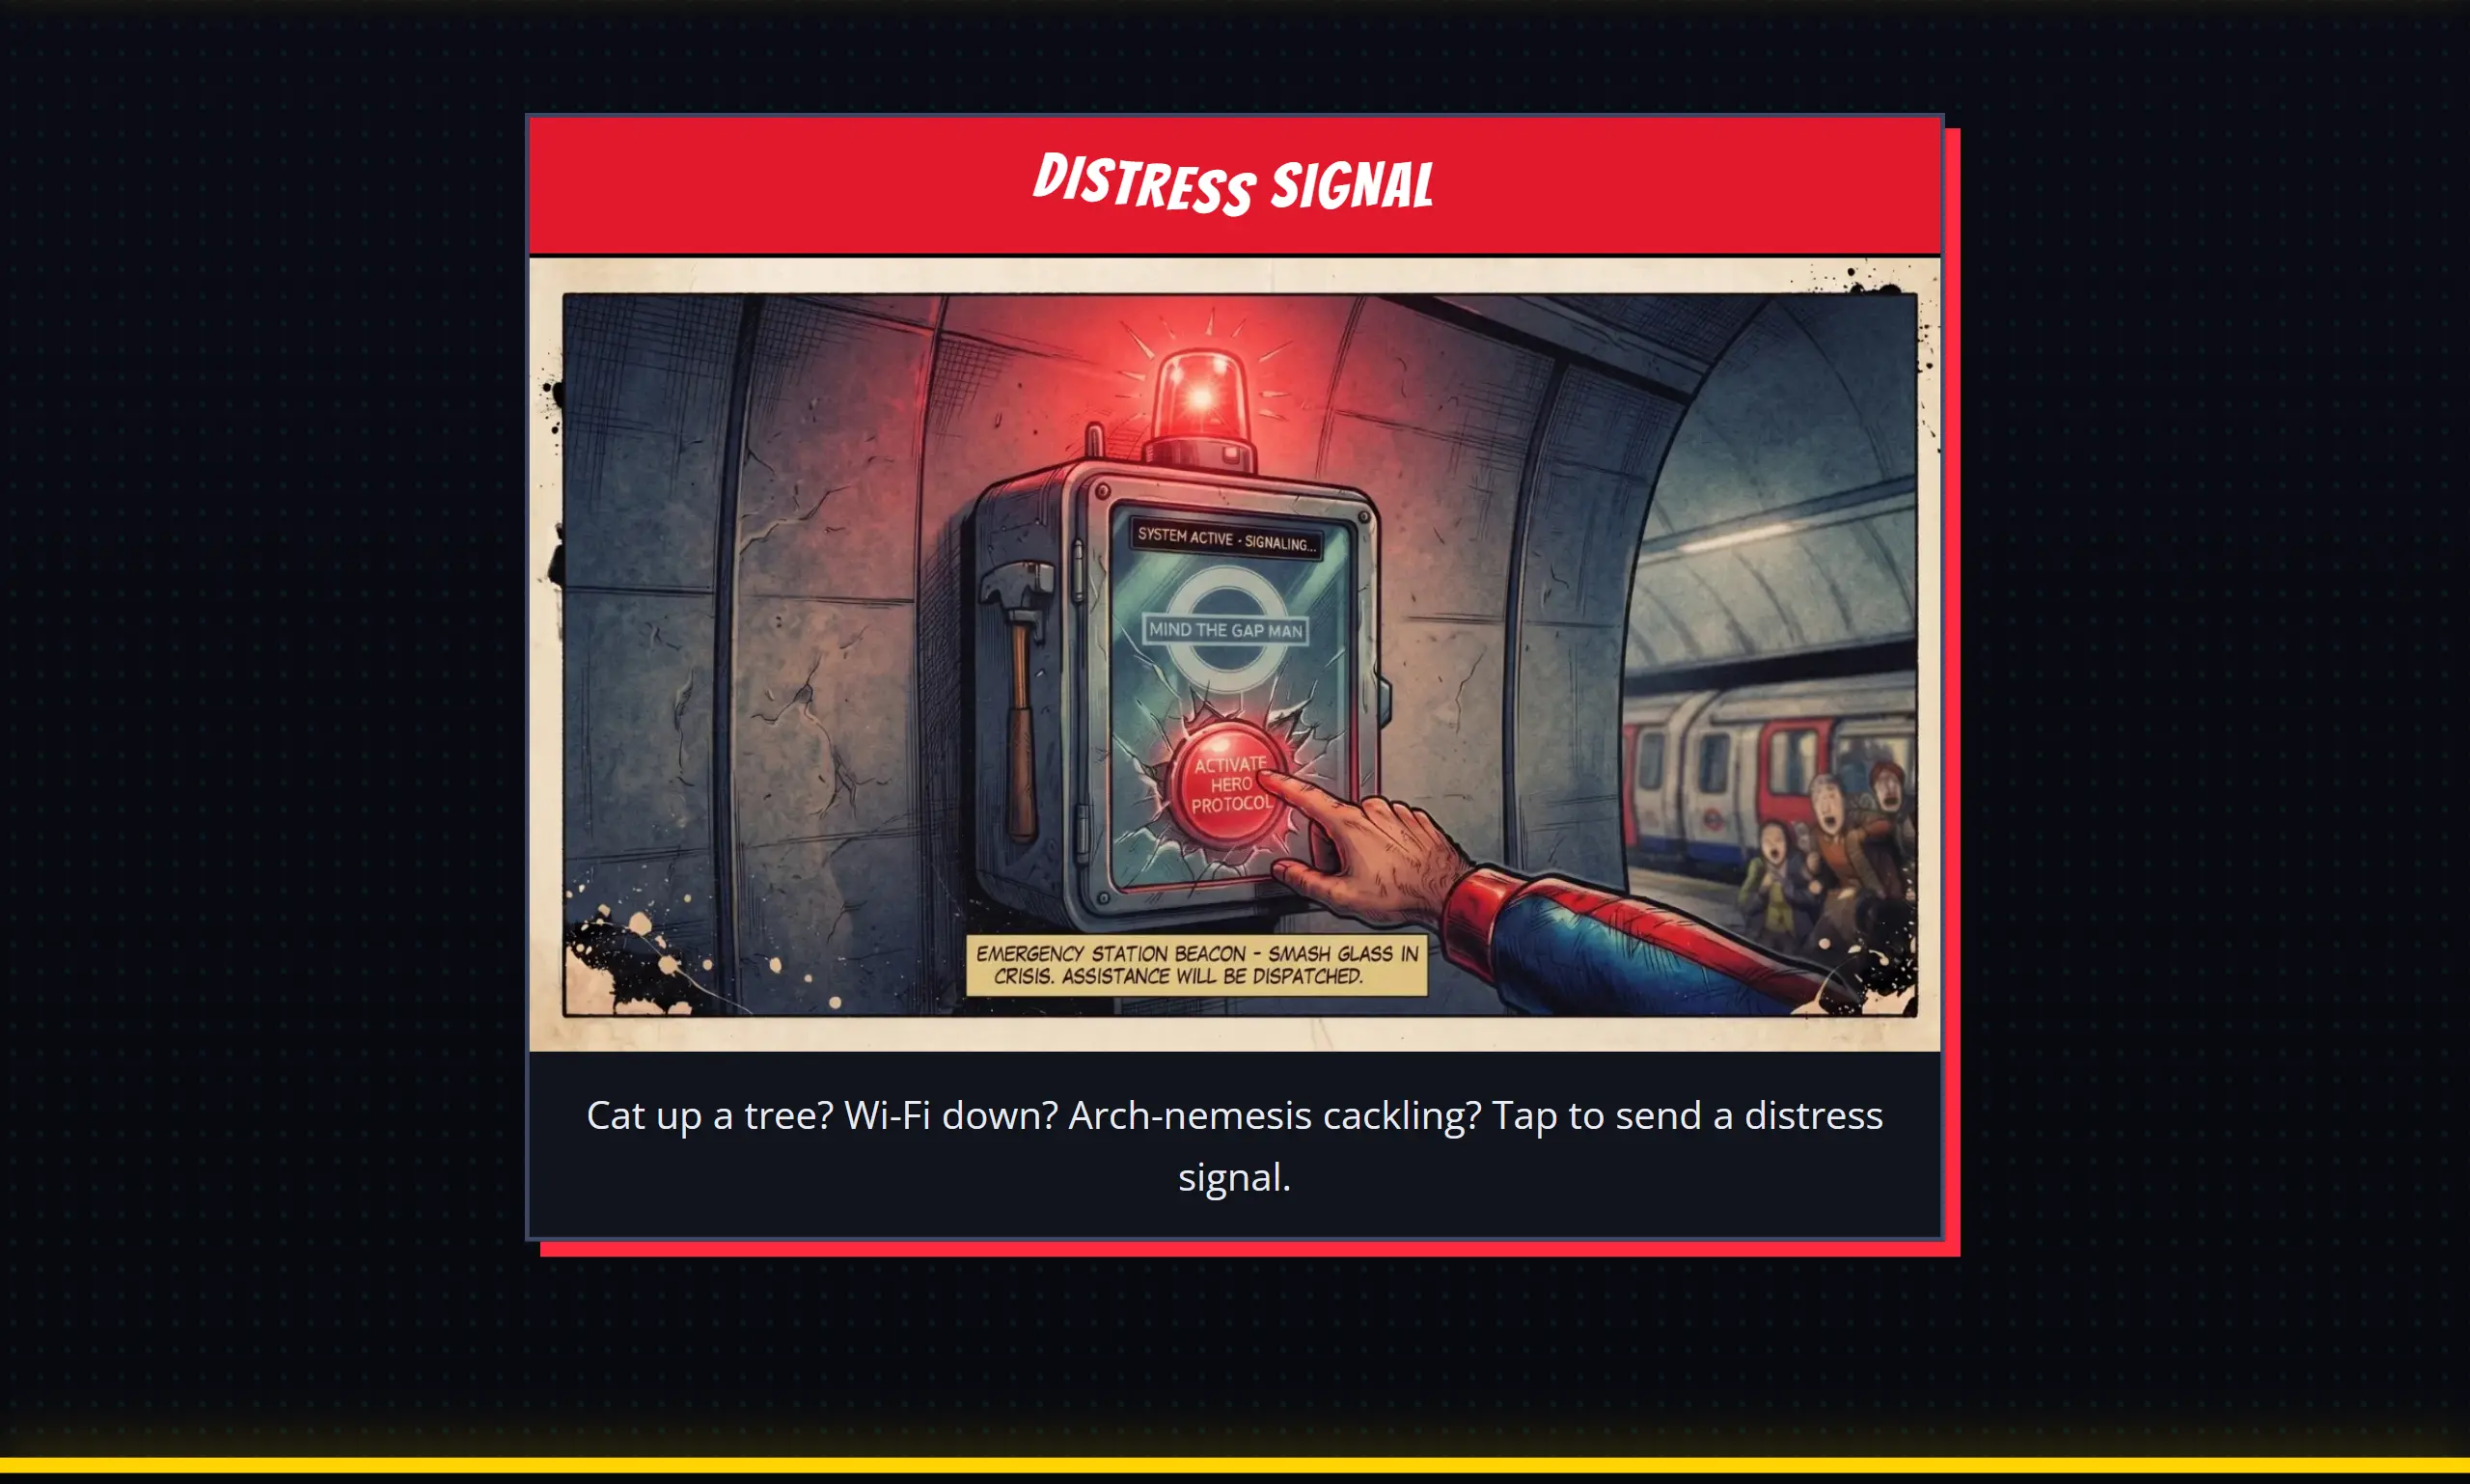 DISTRESS SIGNAL
SYSTEM ACTIVE - SIGNALING...
MIND THE GAP MAN
ACTIVATE
HERO
PROTOCOL
EMERGENCY STATION BEACON - SMASH GLASS IN
CRISIS. ASSISTANCE WILL BE DISPATCHED.
Cat up a tree? Wi-Fi down? Arch-nemesis cackling? Tap to send a distress
signal.